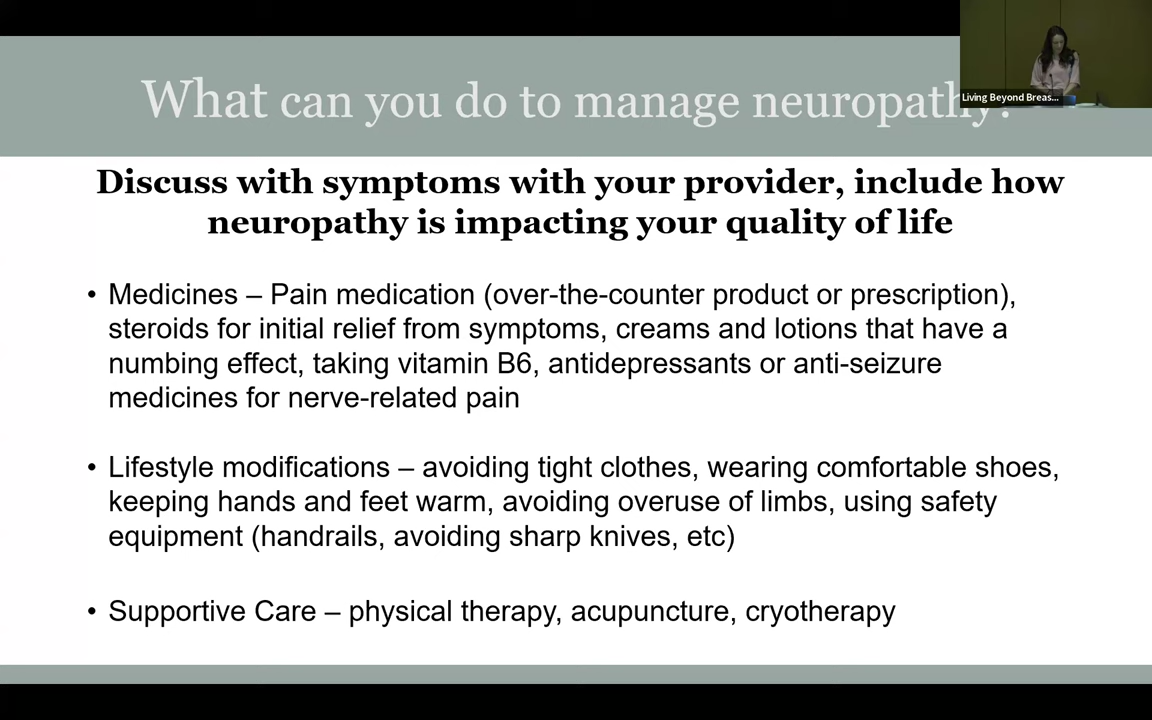 What can you do to manage neuropathy?
Living Beyond Breas...
Discuss with symptoms with your provider, include how
neuropathy is impacting your quality of life
• Medicines – Pain medication (over-the-counter product or prescription),
steroids for initial relief from symptoms, creams and lotions that have a
numbing effect, taking vitamin B6, antidepressants or anti-seizure
medicines for nerve-related pain
• Lifestyle modifications – avoiding tight clothes, wearing comfortable shoes,
keeping hands and feet warm, avoiding overuse of limbs, using safety
equipment (handrails, avoiding sharp knives, etc)
• Supportive Care – physical therapy, acupuncture, cryotherapy